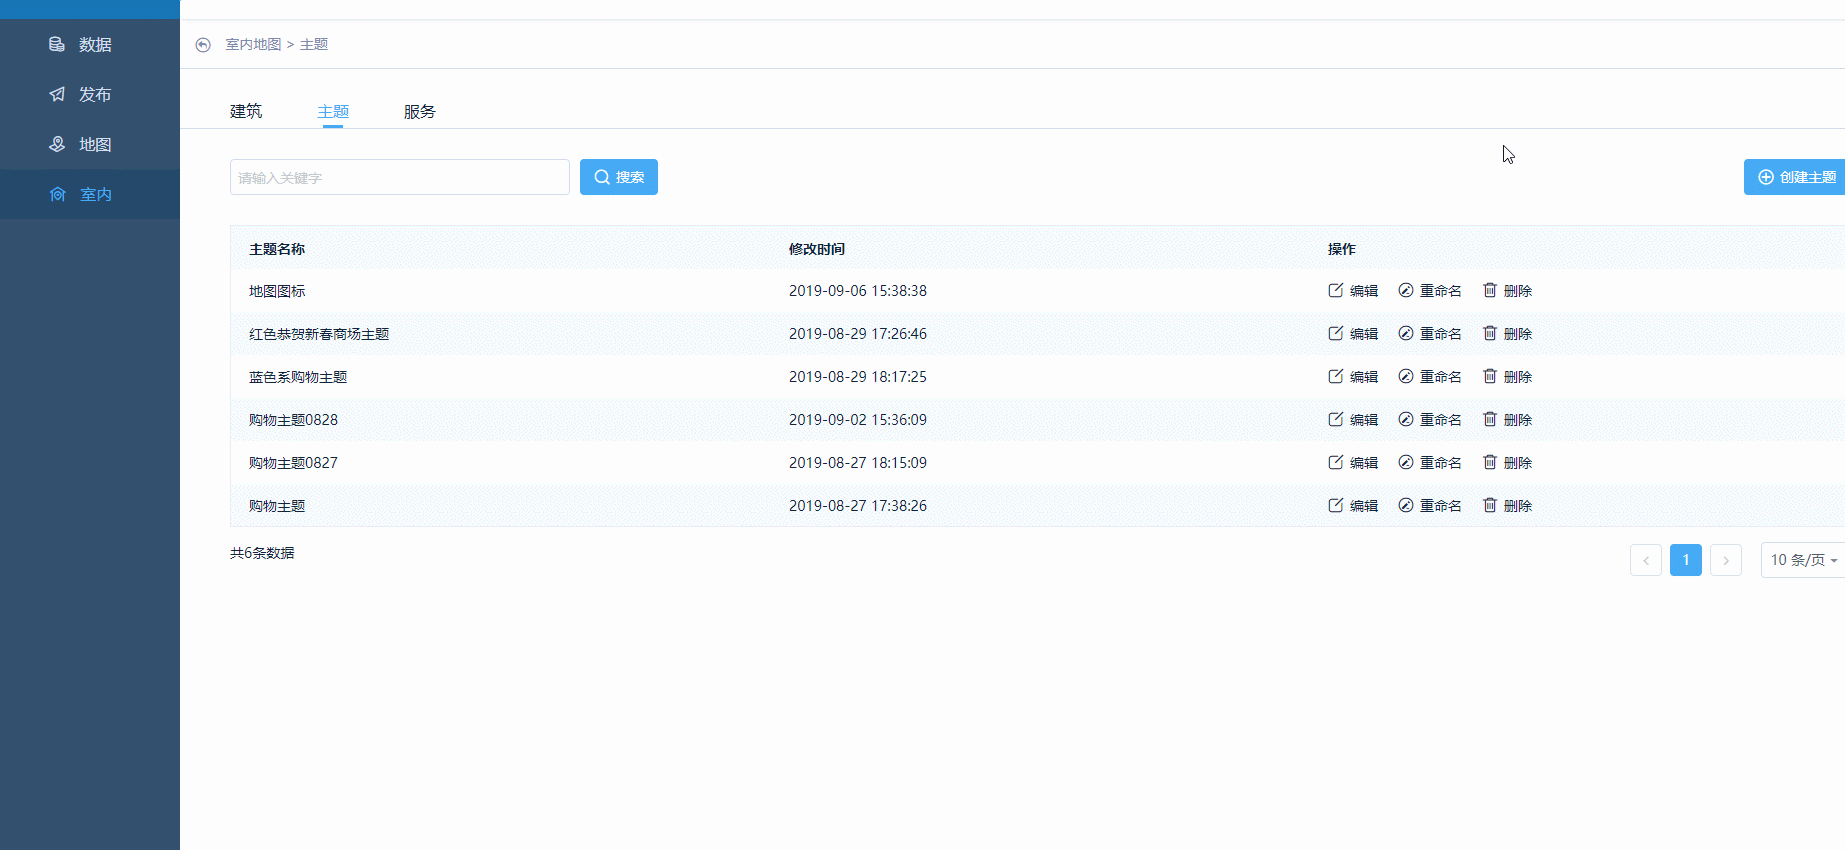 数据
发布
地图
室内
室内地图 > 主题
建筑 主题 服务
请输入关键字 搜索 创建主题
主题名称 修改时间 操作
地图图标 2019-09-06 15:38:38 编辑 重命名 删除
红色恭贺新春商场主题 2019-08-29 17:26:46 编辑 重命名 删除
蓝色系购物主题 2019-08-29 18:17:25 编辑 重命名 删除
购物主题0828 2019-09-02 15:36:09 编辑 重命名 删除
购物主题0827 2019-08-27 18:15:09 编辑 重命名 删除
购物主题 2019-08-27 17:38:26 编辑 重命名 删除
共6条数据 < 1 > 10 条/页